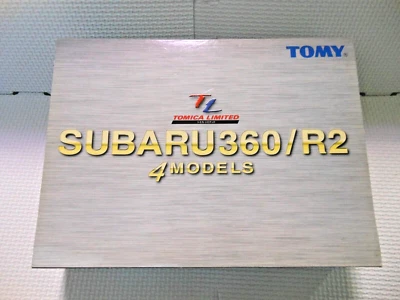 TOMY
TL
TOMICA LIMITED
SUBARU360/R2
4 MODELS